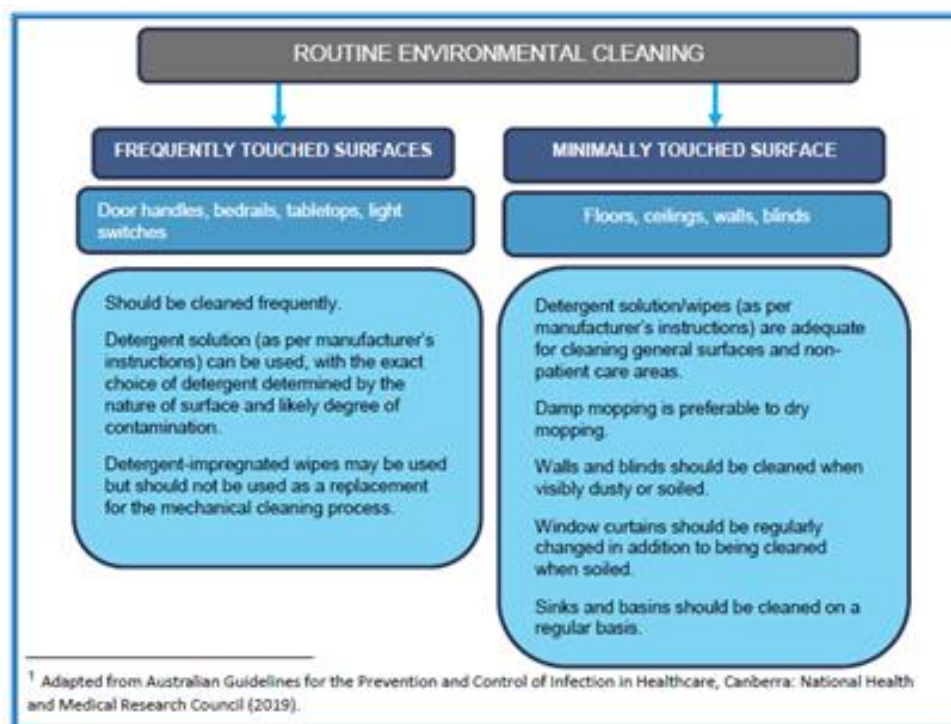 ROUTINE ENVIRONMENTAL CLEANING
FREQUENTLY TOUCHED SURFACES
Door handles, bedrails, tabletops, light
switches
Should be cleaned frequently.
Detergent solution (as per manufacturer's
instructions) can be used, with the exact
choice of detergent determined by the
nature of surface and likely degree of
contamination.
Detergent-impregnated wipes may be used
but should not be used as a replacement
for the mechanical cleaning process.
MINIMALLY TOUCHED SURFACE
Floors, ceilings, walls, blinds
Detergent solution/wipes (as per
manufacturer's instructions) are adequate
for cleaning general surfaces and non-
patient care areas.
Damp mopping is preferable to dry
mopping.
Walls and blinds should be cleaned when
visibly dusty or soiled.
Window curtains should be regularly
changed in addition to being cleaned
when soiled.
Sinks and basins should be cleaned on a
regular basis.
1 Adapted from Australian Guidelines for the Prevention and Control of Infection in Healthcare, Canberra: National Health
and Medical Research Council (2019).